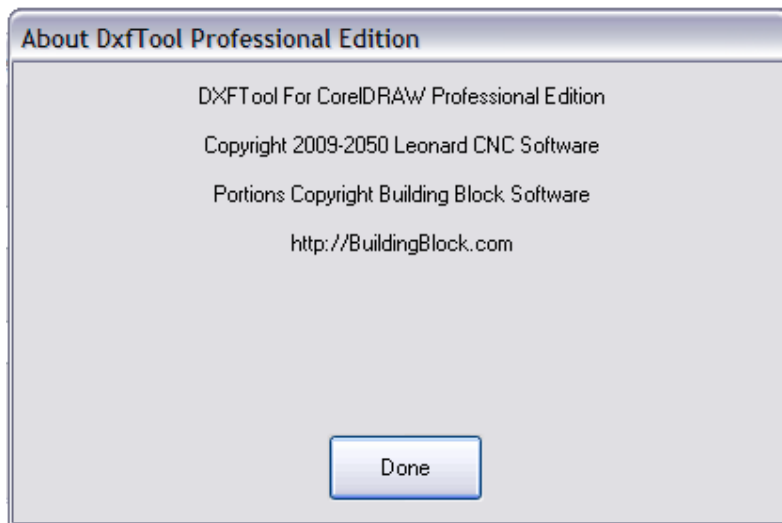 About DxfTool Professional Edition
DXFTool For CorelDRAW Professional Edition
Copyright 2009-2050 Leonard CNC Software
Portions Copyright Building Block Software
http://BuildingBlock.com
Done